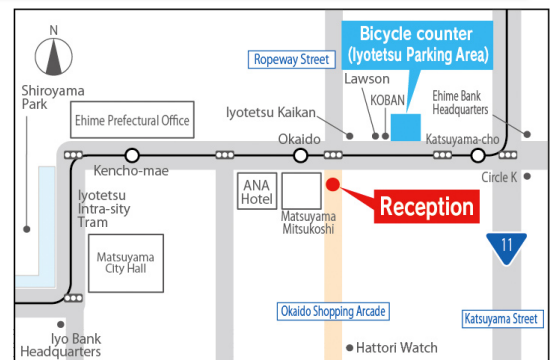 N
Bicycle counter
(Iyotetsu Parking Area)
Ropeway Street
Lawson
Shiroyama
Park
KOBAN
Ehime Bank
Headquarters
Iyotetsu Kaikan
Ehime Prefectural Office
Okaido
Katsuyama-cho
Kencho-mae
Circle K
Iyotetsu
Intra-sity
Tram
ANA
Hotel
Matsuyama
Mitsukoshi
Reception
Matsuyama
City Hall
11
Okaido Shopping Arcade
Katsuyama Street
Iyo Bank
Headquarters
Hattori Watch